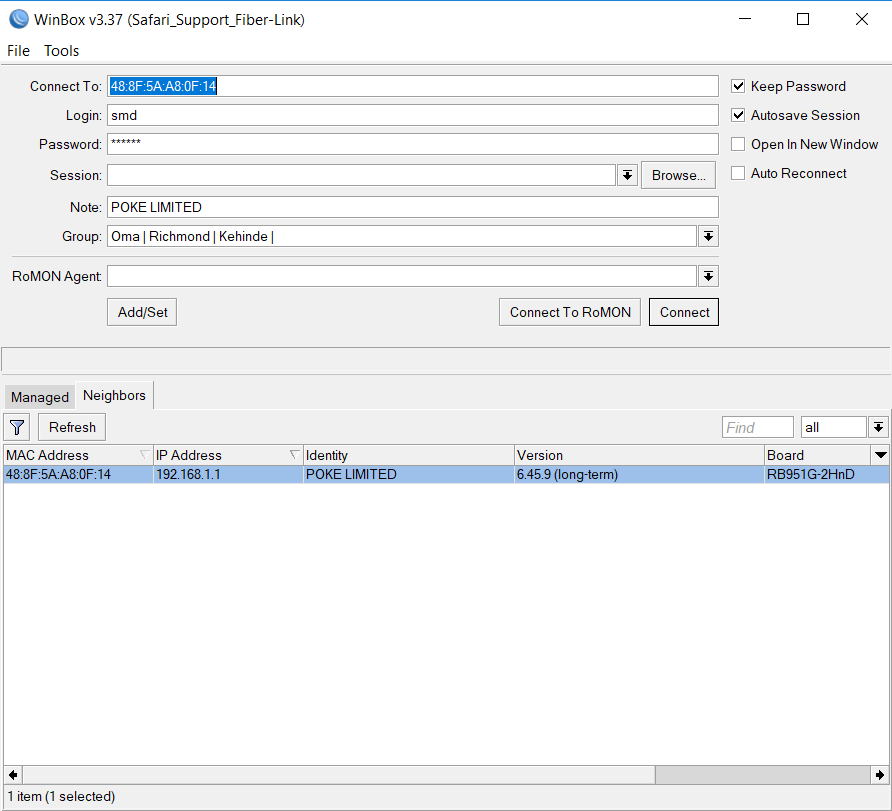 WinBox v3.37 (Safari_Support_Fiber-Link)
File Tools
Connect To: 48:8F:5A:A8:0F:14 Keep Password
Login: smd Autosave Session
Password: ****** Open In New Window
Session: Browse... Auto Reconnect
Note: POKE LIMITED
Group: Oma | Richmond | Kehinde |
RoMON Agent:
Add/Set Connect To RoMON Connect
Managed Neighbors
Refresh Find all
MAC Address IP Address Identity Version Board
48:8F:5A:A8:0F:14 192.168.1.1 POKE LIMITED 6.45.9 (long-term) RB951G-2HnD
1 item (1 selected)